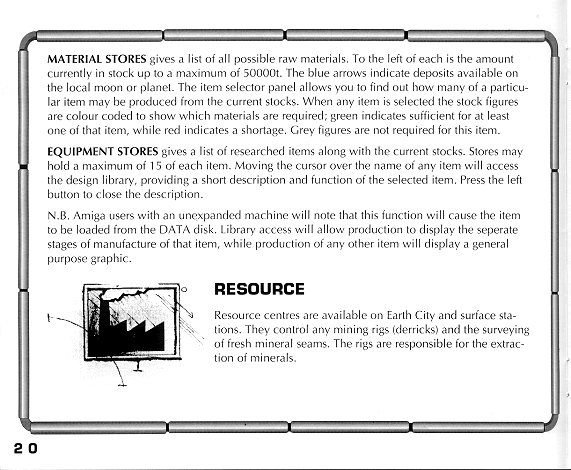 MATERIAL STORES gives a list of all possible raw materials. To the left of each is the amount
currently in stock up to a maximum of 50000t. The blue arrows indicate deposits available on
the local moon or planet. The item selector panel allows you to find out how many of a particu-
lar item may be produced from the current stocks. When any item is selected the stock figures
are colour coded to show which materials are required; green indicates sufficient for at least
one of that item, while red indicates a shortage. Grey figures are not required for this item.
EQUIPMENT STORES gives a list of researched items along with the current stocks. Stores may
hold a maximum of 15 of each item. Moving the cursor over the name of any item will access
the design library, providing a short description and function of the selected item. Press the left
button to close the description.
N.B. Amiga users with an unexpanded machine will note that this function will cause the item
to be loaded from the DATA disk. Library access will allow production to display the seperate
stages of manufacture of that item, while production of any other item will display a general
purpose graphic.
RESOURCE
Resource centres are available on Earth City and surface sta-
tions. They control any mining rigs (derricks) and the surveying
of fresh mineral seams. The rigs are responsible for the extrac-
tion of minerals.
20